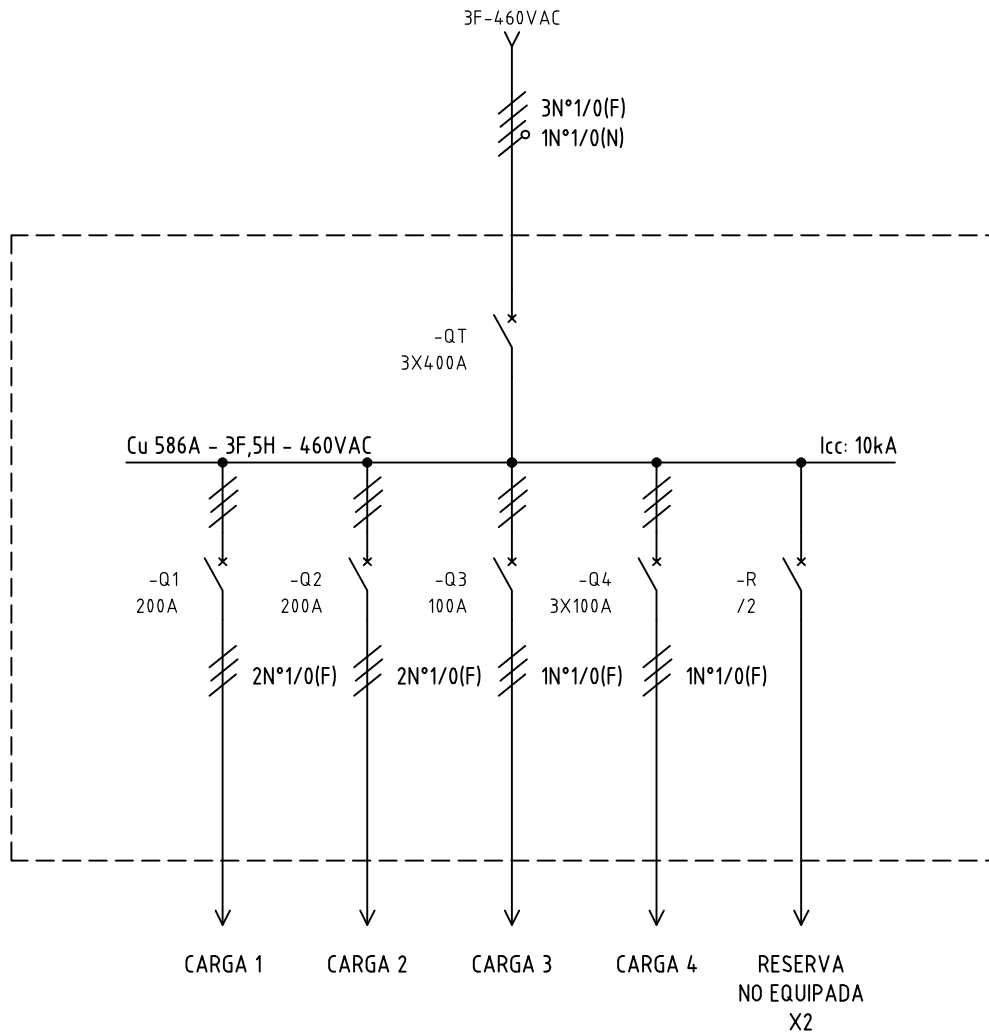 3F-460VAC
3N°1/0(F)
1N°1/0(N)
-QT
3X400A
Cu 586A - 3F,5H - 460VAC
Icc: 10kA
-Q1
200A
-Q2
200A
-Q3
100A
-Q4
3X100A
-R
/2
2N°1/0(F)
2N°1/0(F)
1N°1/0(F)
1N°1/0(F)
CARGA 1
CARGA 2
CARGA 3
CARGA 4
RESERVA
NO EQUIPADA
X2